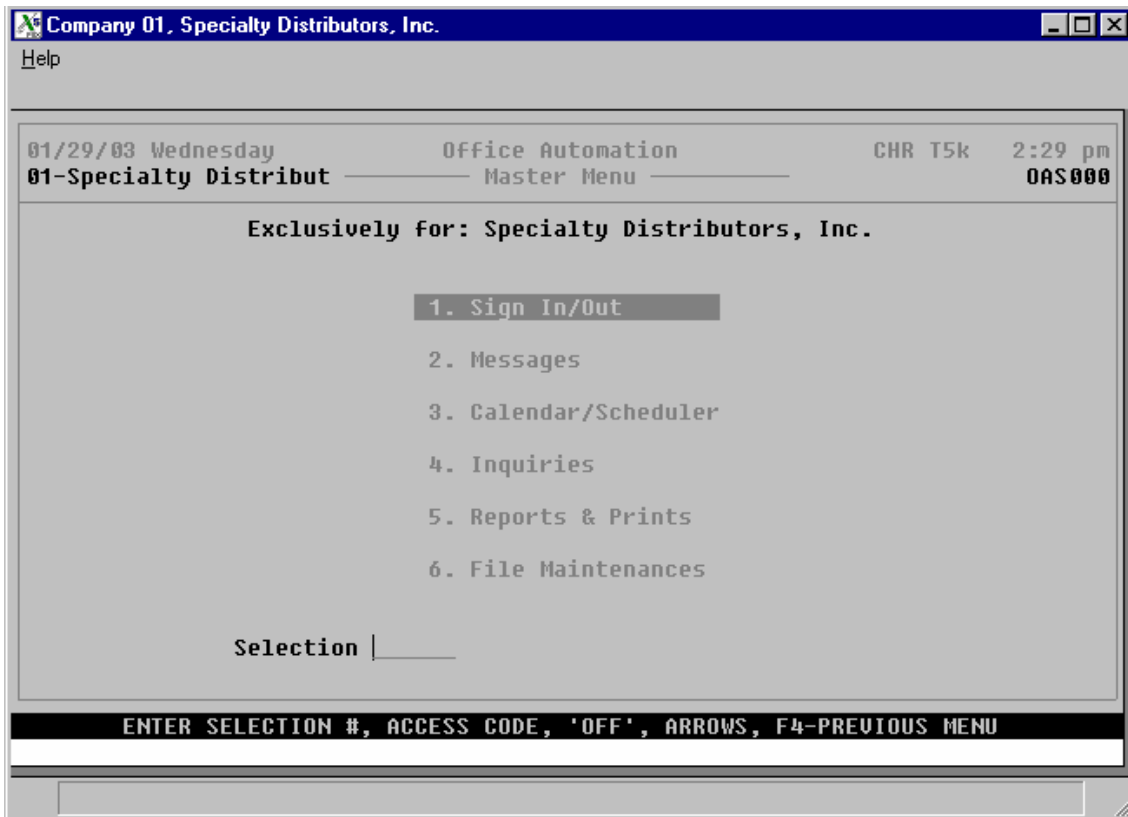 Company 01, Specialty Distributors, Inc.
Help
01/29/03 Wednesday Office Automation CHR T5k 2:29 pm
01-Specialty Distribut Master Menu OAS000
Exclusively for: Specialty Distributors, Inc.
1. Sign In/Out
2. Messages
3. Calendar/Scheduler
4. Inquiries
5. Reports & Prints
6. File Maintenances
Selection
ENTER SELECTION #, ACCESS CODE, 'OFF', ARROWS, F4-PREVIOUS MENU